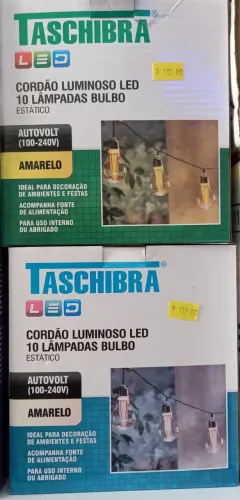 TASCHIBRA
LED
CORDÃO LUMINOSO LED
10 LÂMPADAS BULBO
ESTÁTICO
AUTOVOLT
(100-240V)
AMARELO
IDEAL PARA DECORAÇÃO
DE AMBIENTES E FESTAS
ACOMPANHA FONTE
DE ALIMENTAÇÃO
PARA USO INTERNO
OU ABRIGADO
TASCHIBRA
LED
CORDÃO LUMINOSO LED
10 LÂMPADAS BULBO
ESTÁTICO
AUTOVOLT
(100-240V)
AMARELO
IDEAL PARA DECORAÇÃO
DE AMBIENTES E FESTAS
ACOMPANHA FONTE
DE ALIMENTAÇÃO
PARA USO INTERNO
OU ABRIGADO